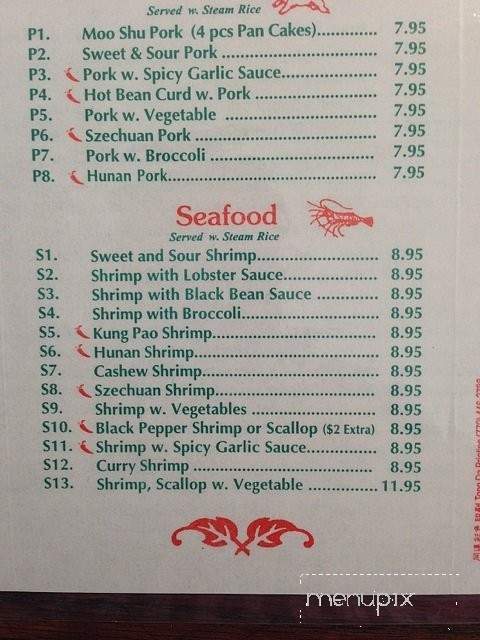 Served w. Steam Rice
P1. Moo Shu Pork (4 pcs Pan Cakes).............. 7.95
P2. Sweet & Sour Pork ................................ 7.95
P3. Pork w. Spicy Garlic Sauce..................... 7.95
P4. Hot Bean Curd w. Pork .......................... 7.95
P5. Pork w. Vegetable ................................ 7.95
P6. Szechuan Pork ..................................... 7.95
P7. Pork w. Broccoli ................................... 7.95
P8. Hunan Pork.......................................... 7.95
Seafood
Served w. Steam Rice
S1. Sweet and Sour Shrimp.......................... 8.95
S2. Shrimp with Lobster Sauce..................... 8.95
S3. Shrimp with Black Bean Sauce ............. 8.95
S4. Shrimp with Broccoli............................. 8.95
S5. Kung Pao Shrimp................................... 8.95
S6. Hunan Shrimp....................................... 8.95
S7. Cashew Shrimp..................................... 8.95
S8. Szechuan Shrimp................................... 8.95
S9. Shrimp w. Vegetables ........................... 8.95
S10. Black Pepper Shrimp or Scallop ($2 Extra) 8.95
S11. Shrimp w. Spicy Garlic Sauce............... 8.95
S12. Curry Shrimp ...................................... 8.95
S13. Shrimp, Scallop w. Vegetable ............... 11.95
menupix